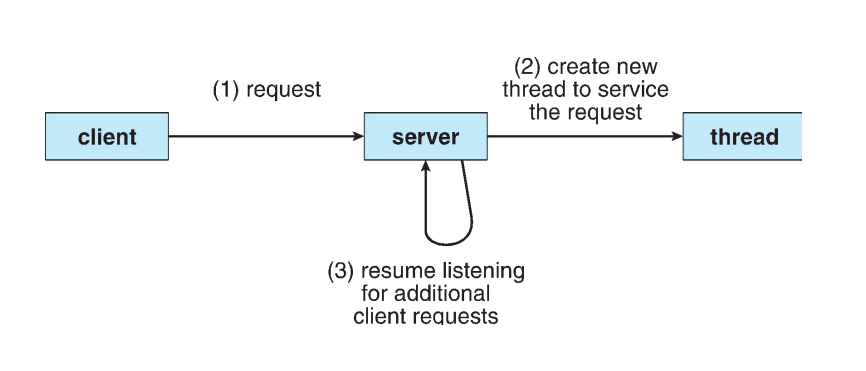 (1) request
(2) create new
thread to service
the request
client
server
thread
(3) resume listening
for additional
client requests